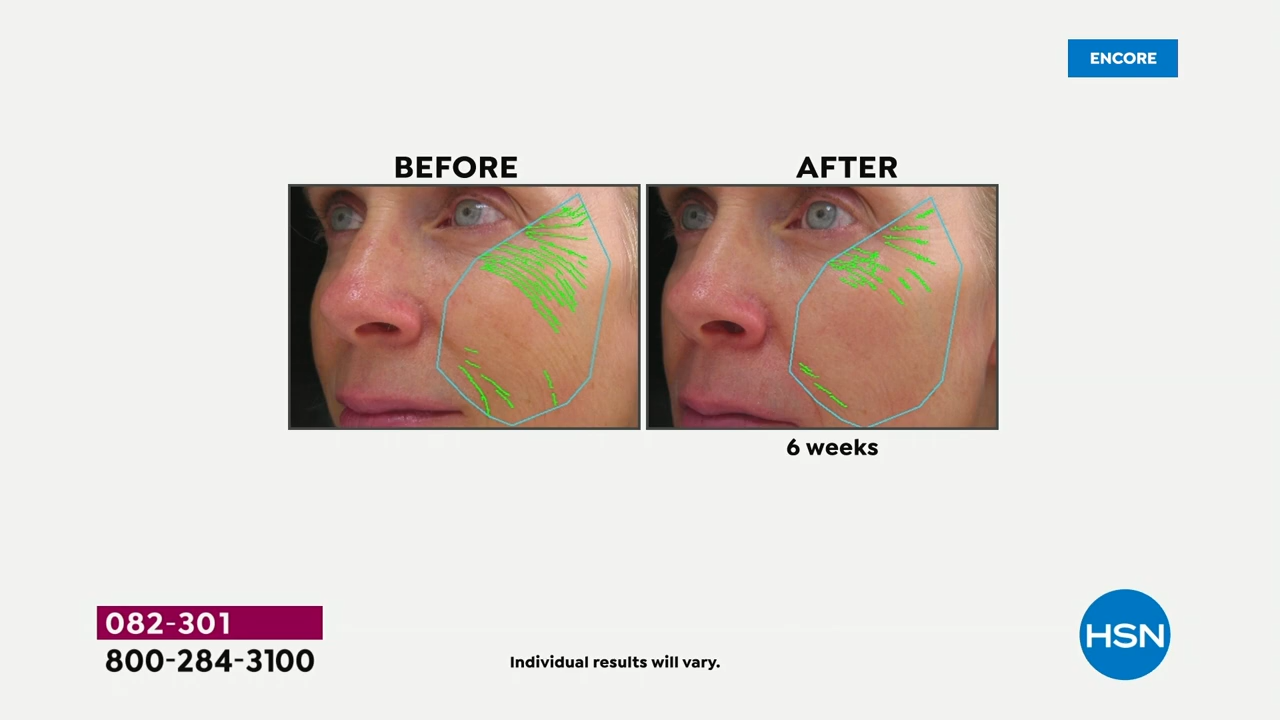 ENCORE
BEFORE
AFTER
6 weeks
082-301
800-284-3100
Individual results will vary.
HSN